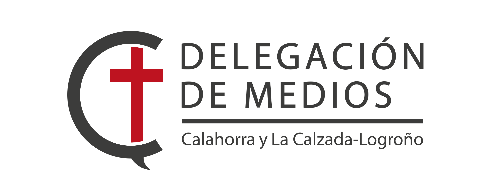 DELEGACIÓN
DE MEDIOS
Calahorra y La Calzada-Logroño